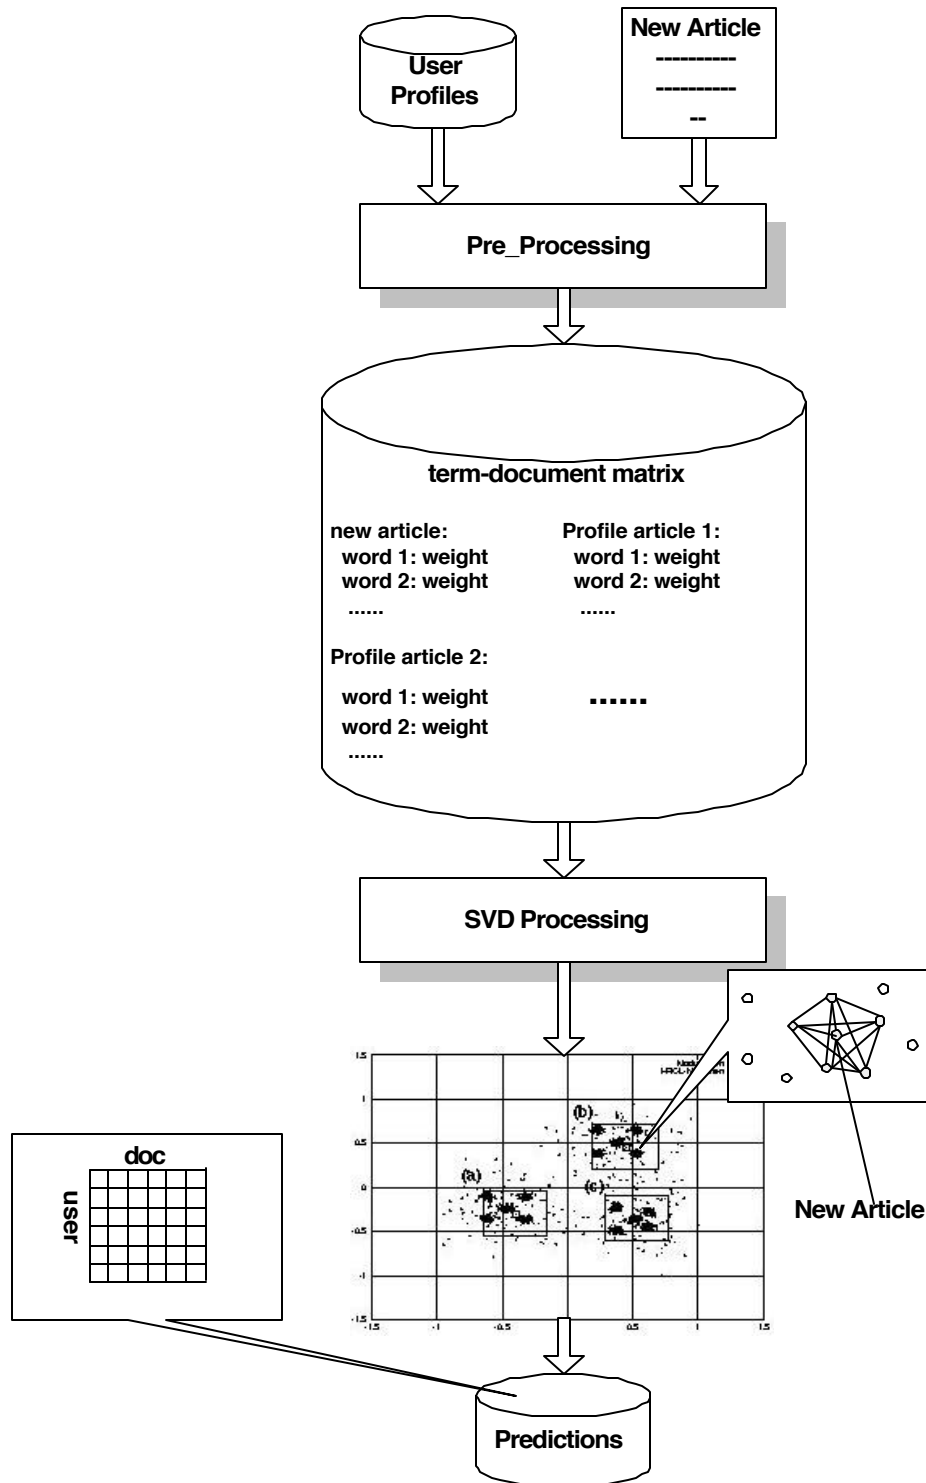 User
Profiles
New Article
----------
----------
--
Pre_Processing
term-document matrix
new article:
word 1: weight
word 2: weight
......
Profile article 1:
word 1: weight
word 2: weight
......
Profile article 2:
word 1: weight
word 2: weight
......
......
SVD Processing
1.5
1
0.5
0
-0.5
-1
-1.5
-1.5
-1
-0.5
0.5
1
1.5
(a)
(b)
(c)
New Article
doc
user
Predictions